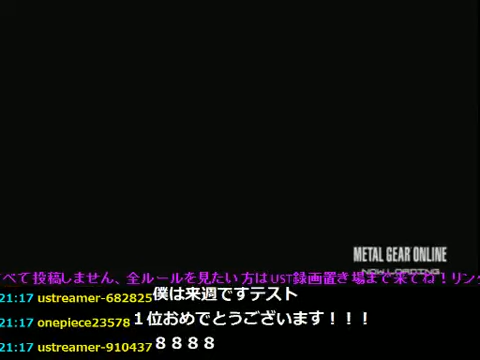 METAL GEAR ONLINE
NOW LOADING
べて投稿しません、全ルールを見たい方はUST録画置き場まで来てね！リン
21:17 ustreamer-682825 僕は来週ですテスト
21:17 onepiece23578 １位おめでとうございます！！！
21:17 ustreamer-910437 ８８８８